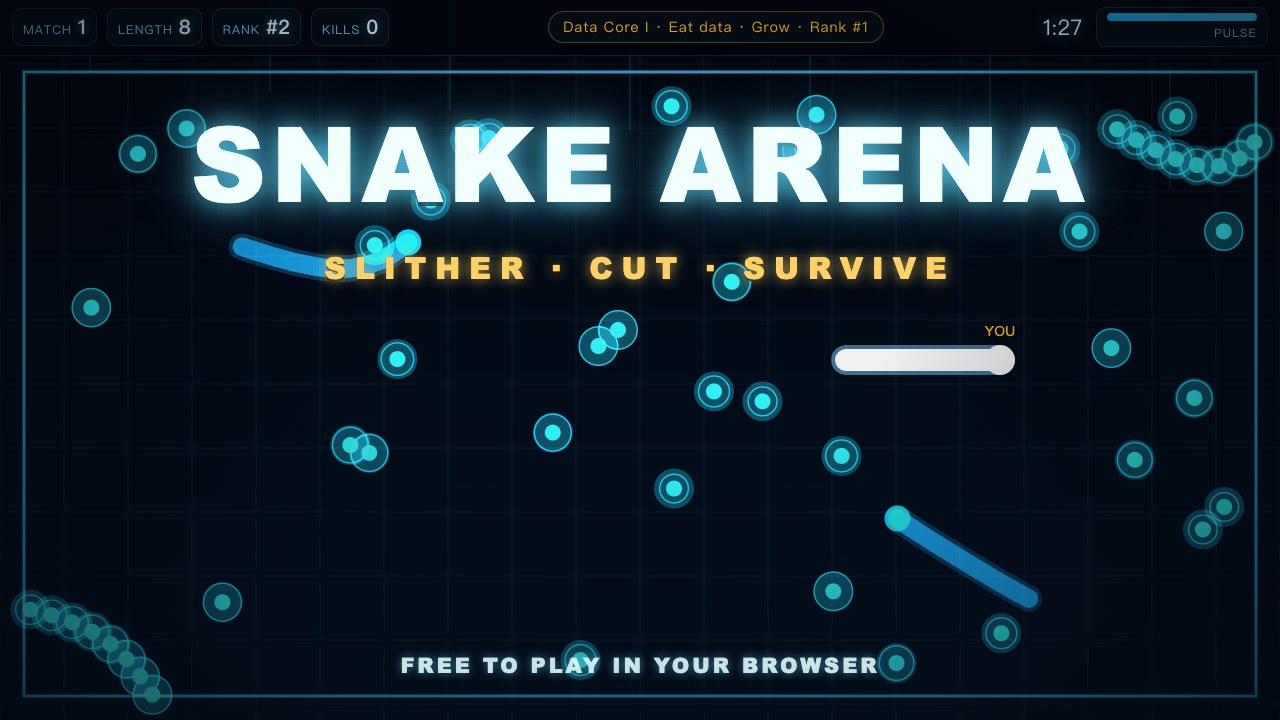 MATCH 1 LENGTH 8 RANK #2 KILLS 0 Data Core I · Eat data · Grow · Rank #1 1:27 PULSE
SNAKE ARENA
SLITHER · CUT · SURVIVE
YOU
FREE TO PLAY IN YOUR BROWSER